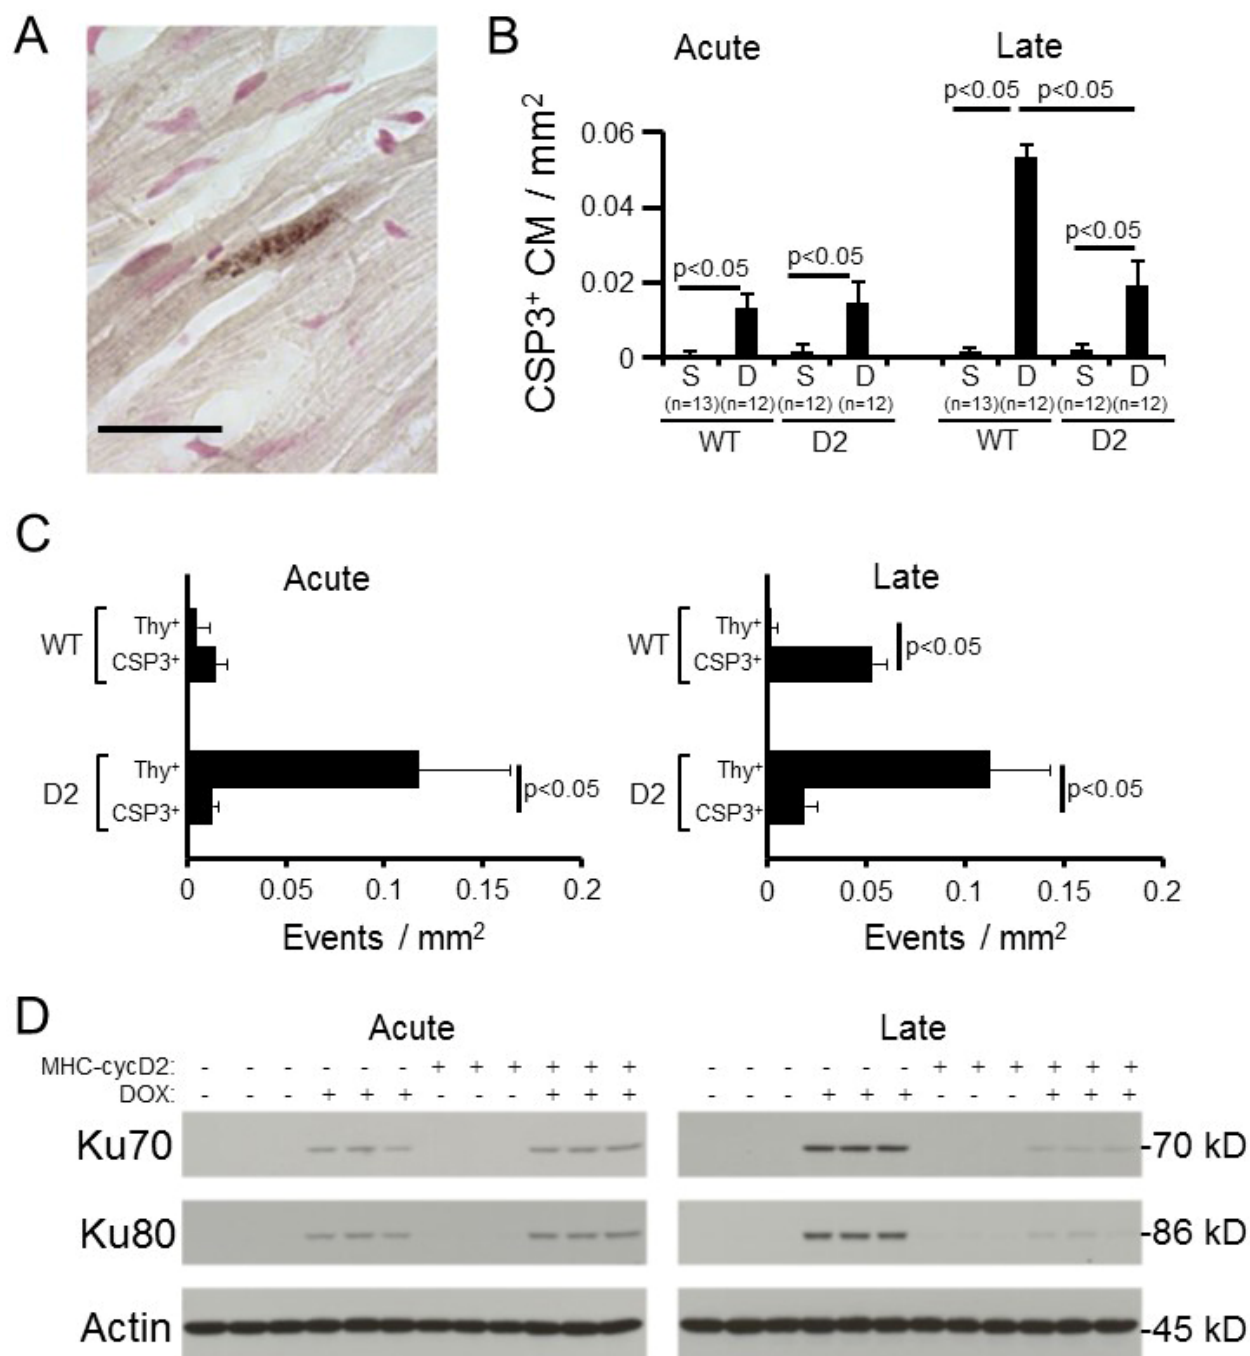 A
B
Acute
Late
CSP3⁺ CM / mm²
p<0.05 p<0.05
0.06
0.04
p<0.05
p<0.05 p<0.05
0.02
0
S D S D S D S D
(n=13)(n=12)(n=12)(n=12) (n=13)(n=12)(n=12)(n=12)
WT D2 WT D2
C
Acute
WT
Thy⁺
CSP3⁺
D2
Thy⁺
CSP3⁺
p<0.05
0 0.05 0.1 0.15 0.2
Events / mm²
Late
WT
Thy⁺
CSP3⁺
p<0.05
D2
Thy⁺
CSP3⁺
p<0.05
0 0.05 0.1 0.15 0.2
Events / mm²
D
Acute Late
MHC-cycD2: - - - - - - + + + + + + - - - - - - + + + + + +
DOX: - - - + + + - - - + + + - - - + + + - - - + + +
Ku70 -70 kD
Ku80 -86 kD
Actin -45 kD